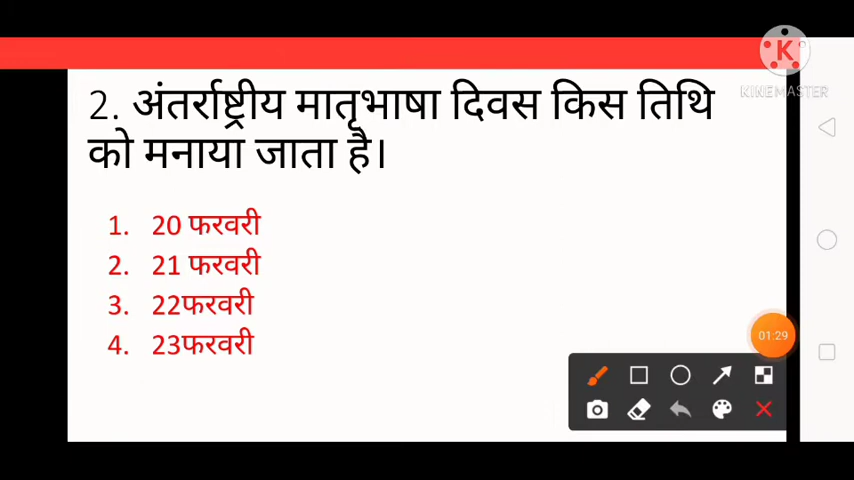 K
KINEMASTER
2. अंतर्राष्ट्रीय मातृभाषा दिवस किस तिथि
को मनाया जाता है।
1. 20 फरवरी
2. 21 फरवरी
3. 22फरवरी
4. 23फरवरी
01:29